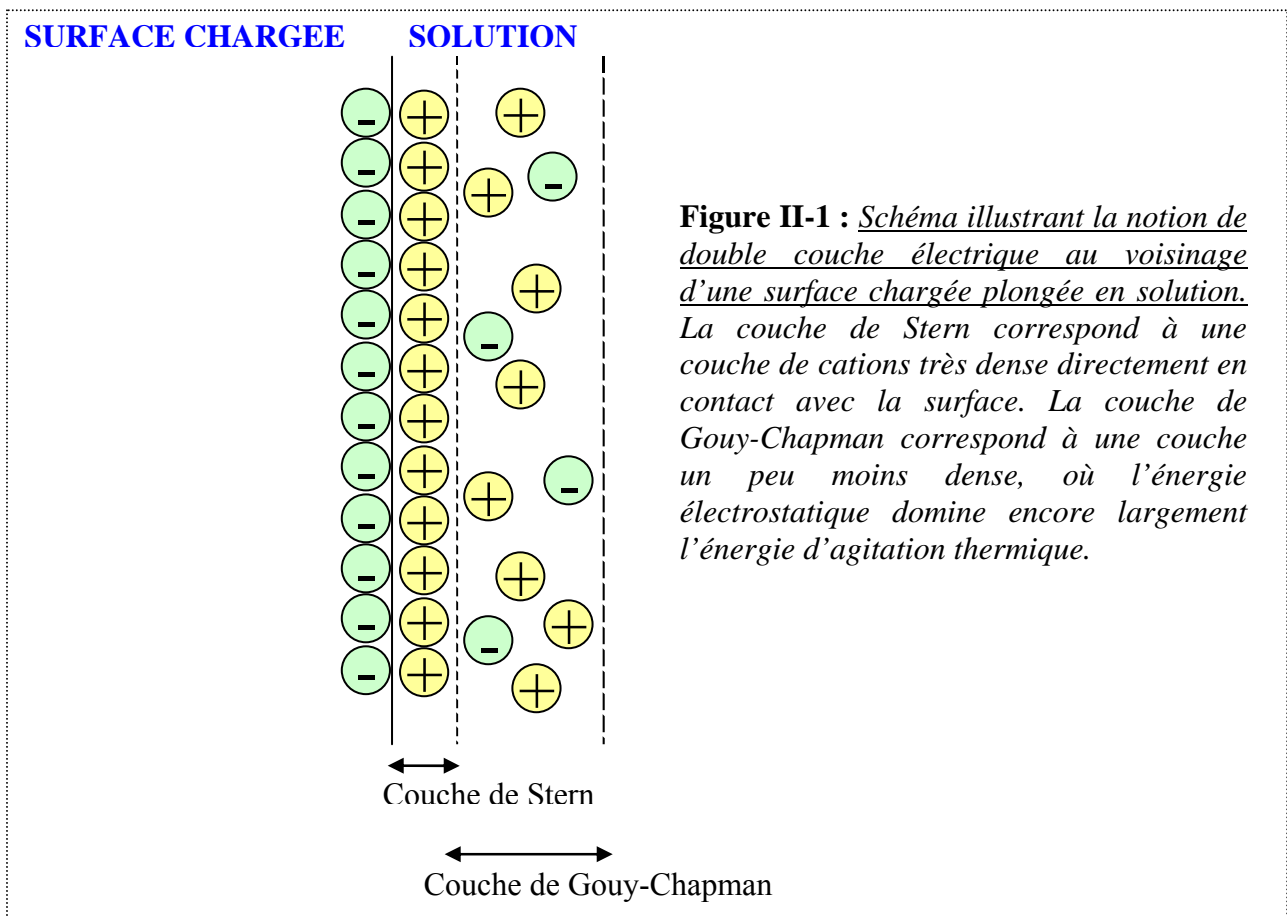 SURFACE CHARGEE SOLUTION
Figure II-1 : Schéma illustrant la notion de
double couche électrique au voisinage
d'une surface chargée plongée en solution.
La couche de Stern correspond à une
couche de cations très dense directement en
contact avec la surface. La couche de
Gouy-Chapman correspond à une couche
un peu moins dense, où l'énergie
électrostatique domine encore largement
l'énergie d'agitation thermique.
Couche de Stern
Couche de Gouy-Chapman